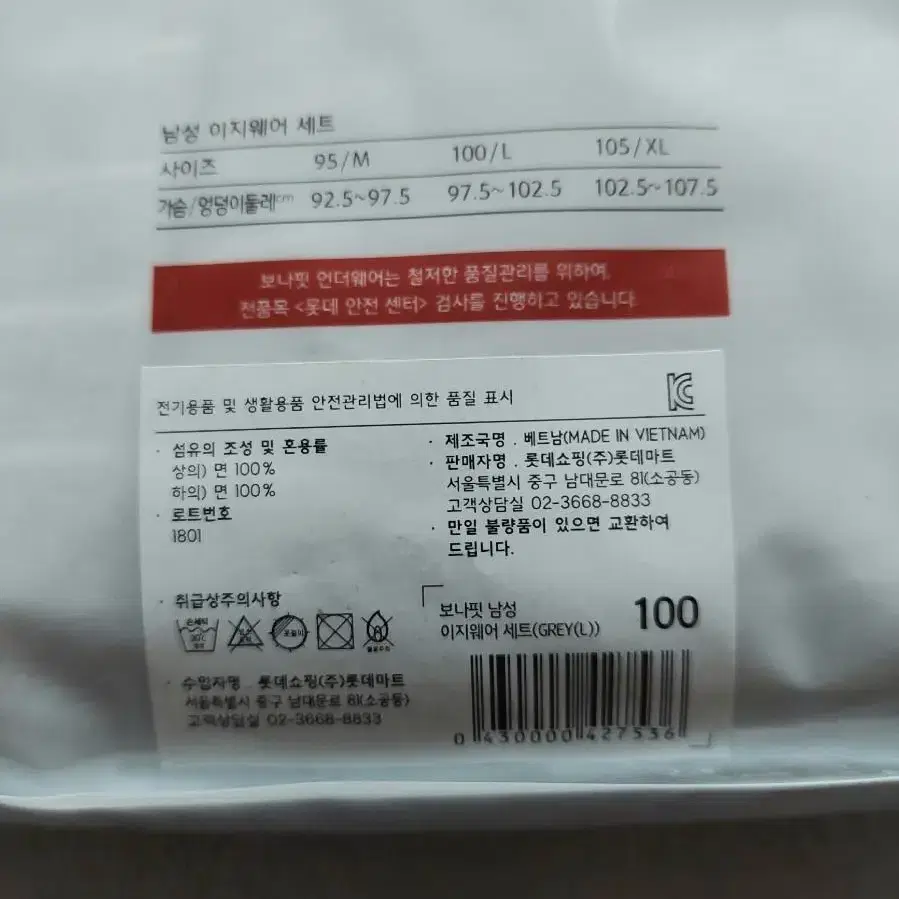 남성 이지웨어 세트
사이즈 95/M 100/L 105/XL
가슴/엉덩이둘레cm 92.5~97.5 97.5~102.5 102.5~107.5
보나핏 언더웨어는 철저한 품질관리를 위하여,
전품목 <롯데 안전 센터> 검사를 진행하고 있습니다.
전기용품 및 생활용품 안전관리법에 의한 품질 표시
· 섬유의 조성 및 혼용률
상의) 면 100%
하의) 면 100%
· 로트번호
1801
· 제조국명 . 베트남(MADE IN VIETNAM)
· 판매자명 . 롯데쇼핑(주)롯데마트
서울특별시 중구 남대문로 81(소공동)
고객상담실 02-3668-8833
· 만일 불량품이 있으면 교환하여
드립니다.
· 취급상주의사항
손세탁
30℃
옷걸이
· 수입자명 . 롯데쇼핑(주)롯데마트
서울특별시 중구 남대문로 81(소공동)
고객상담실 02-3668-8833
보나핏 남성
이지웨어 세트(GREY(L))
100
0 430000 427536